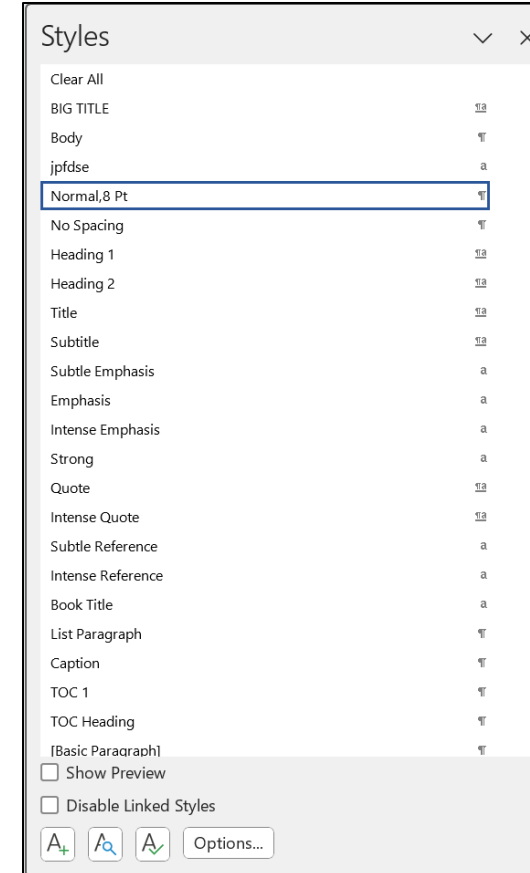 Styles
Clear All
BIG TITLE ¶a
Body ¶
jpfdse a
Normal,8 Pt ¶
No Spacing ¶
Heading 1 ¶a
Heading 2 ¶a
Title ¶a
Subtitle ¶a
Subtle Emphasis a
Emphasis a
Intense Emphasis a
Strong a
Quote ¶a
Intense Quote ¶a
Subtle Reference a
Intense Reference a
Book Title a
List Paragraph ¶
Caption ¶
TOC 1 ¶
TOC Heading ¶
[Basic Paragraph] ¶
Show Preview
Disable Linked Styles
Options...